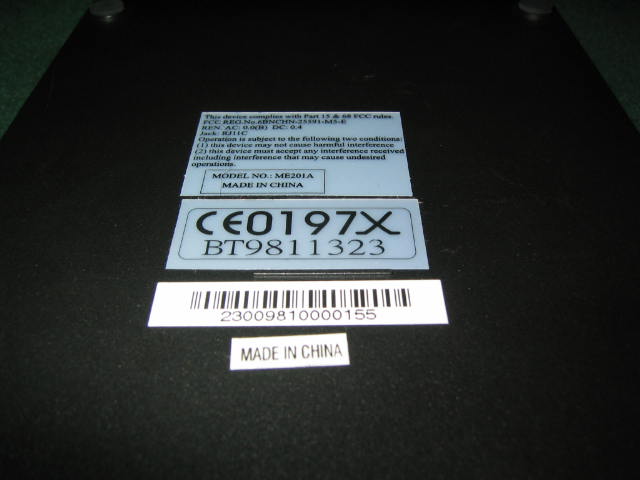 This device complies with Part 15 & 68 FCC rules.
FCC REG.No.6BNCHN-25591-M5-E
REN. AC: 0.0(B) DC: 0.4
Jack: RJ11C
Operation is subject to the following two conditions:
(1) this device may not cause harmful interference
(2) this device must accept any interference received
including interference that may cause undesired
operations.
MODEL NO.: ME201A
MADE IN CHINA
CE0197X
BT9811323
23009810000155
MADE IN CHINA